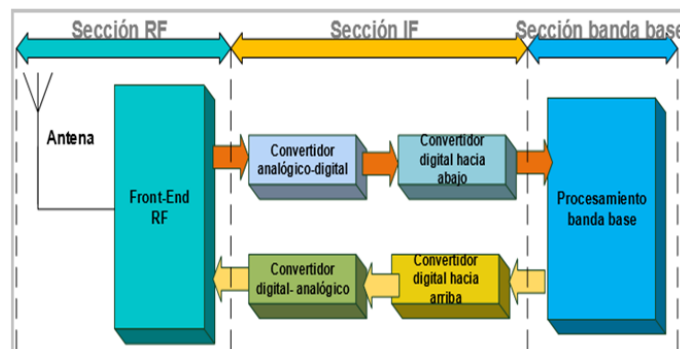 Sección RF
Sección IF
Sección banda base
Antena
Front-End
RF
Convertidor
analógico-digital
Convertidor
digital hacia
abajo
Procesamiento
banda base
Convertidor
digital- analógico
Convertidor
digital hacia
arriba